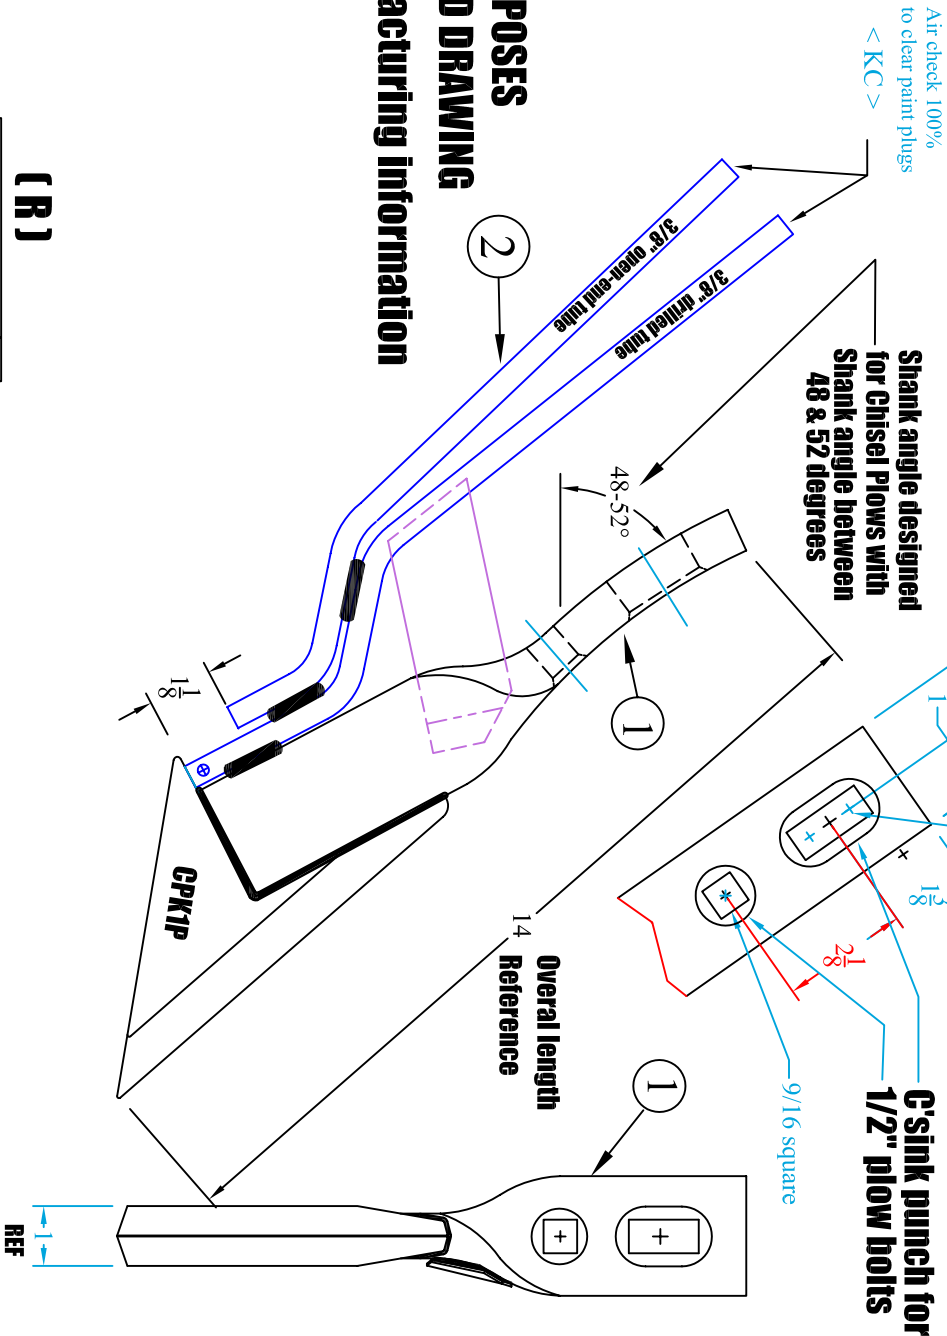 Air check 100%
to clear paint plugs
< KC >
POSES
D DRAWING
acturing information
( R )
2
3/8" open-end tube
3/8" drilled tube
Shank angle designed
for Chisel Plows with
Shank angle between
48 & 52 degrees
48-52°
1
1 1/8
CPK1P
14
Overal length
Reference
1
1 3/8
2 1/8
9/16 square
C'sink punch for
1/2" plow bolts
1
1
REF